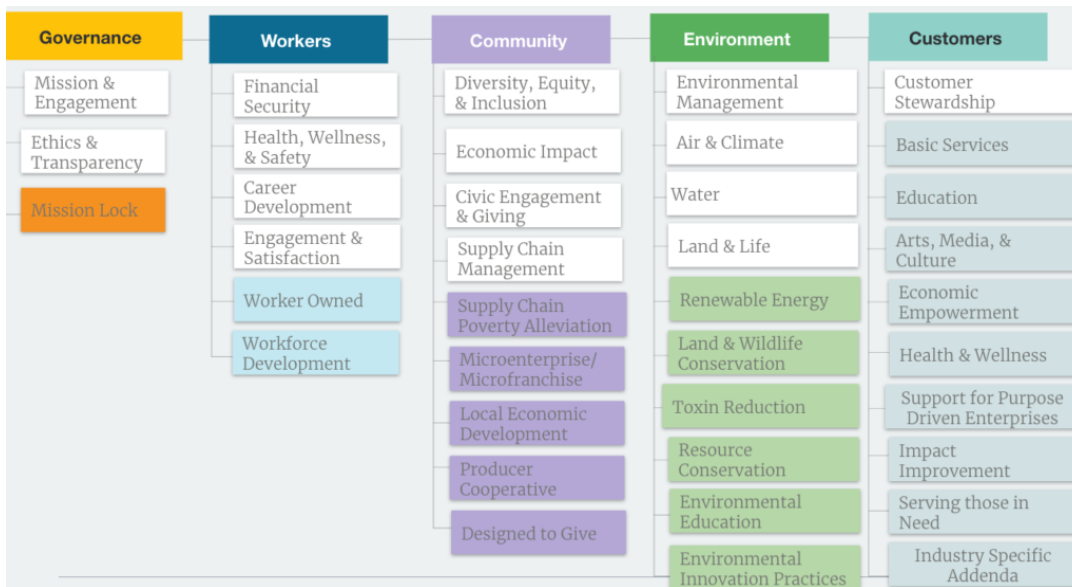 Governance
Workers
Community
Environment
Customers
Mission &
Engagement
Ethics &
Transparency
Mission Lock
Financial
Security
Health, Wellness,
& Safety
Career
Development
Engagement &
Satisfaction
Worker Owned
Workforce
Development
Diversity, Equity,
& Inclusion
Economic Impact
Civic Engagement
& Giving
Supply Chain
Management
Supply Chain
Poverty Alleviation
Microenterprise/
Microfranchise
Local Economic
Development
Producer
Cooperative
Designed to Give
Environmental
Management
Air & Climate
Water
Land & Life
Renewable Energy
Land & Wildlife
Conservation
Toxin Reduction
Resource
Conservation
Environmental
Education
Environmental
Innovation Practices
Customer
Stewardship
Basic Services
Education
Arts, Media, &
Culture
Economic
Empowerment
Health & Wellness
Support for Purpose
Driven Enterprises
Impact
Improvement
Serving those in
Need
Industry Specific
Addenda